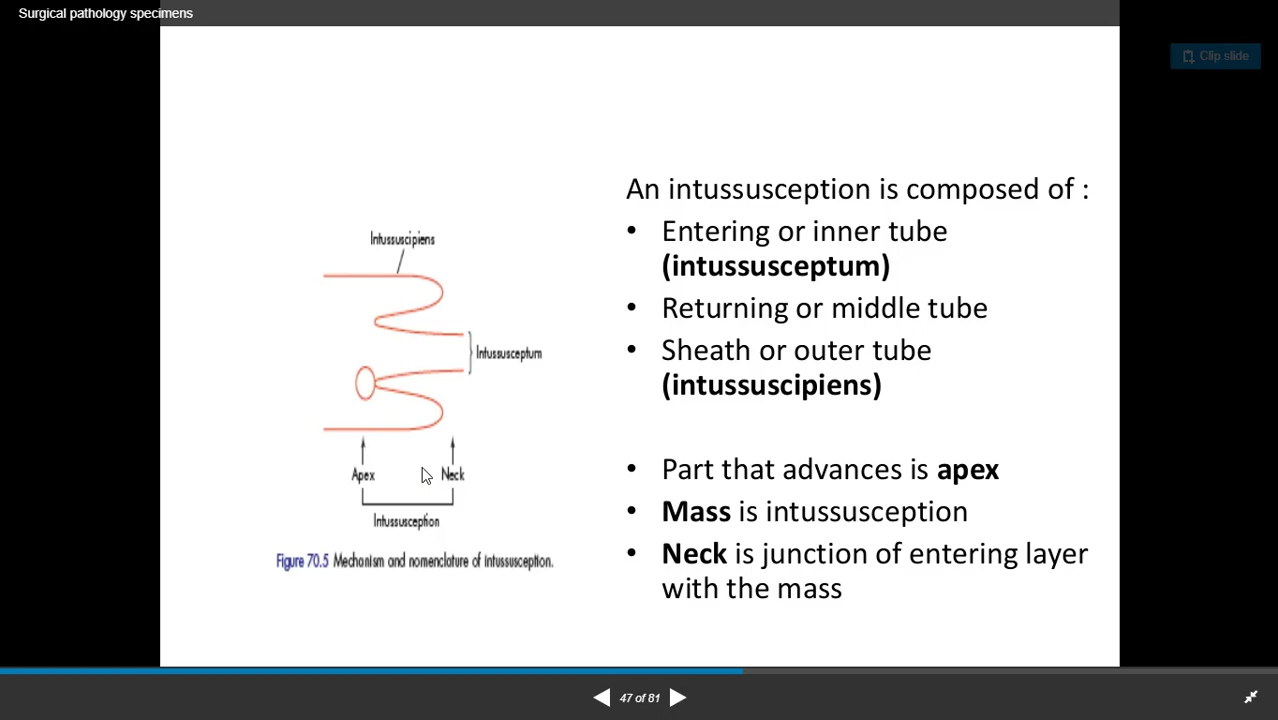 Surgical pathology specimens
Clip slide
Intussuscipiens
Intussusceptum
Apex
Neck
Intussusception
Figure 70.5 Mechanism and nomenclature of intussusception.
An intussusception is composed of :
• Entering or inner tube
(intussusceptum)
• Returning or middle tube
• Sheath or outer tube
(intussuscipiens)
• Part that advances is apex
• Mass is intussusception
• Neck is junction of entering layer
with the mass
47 of 81